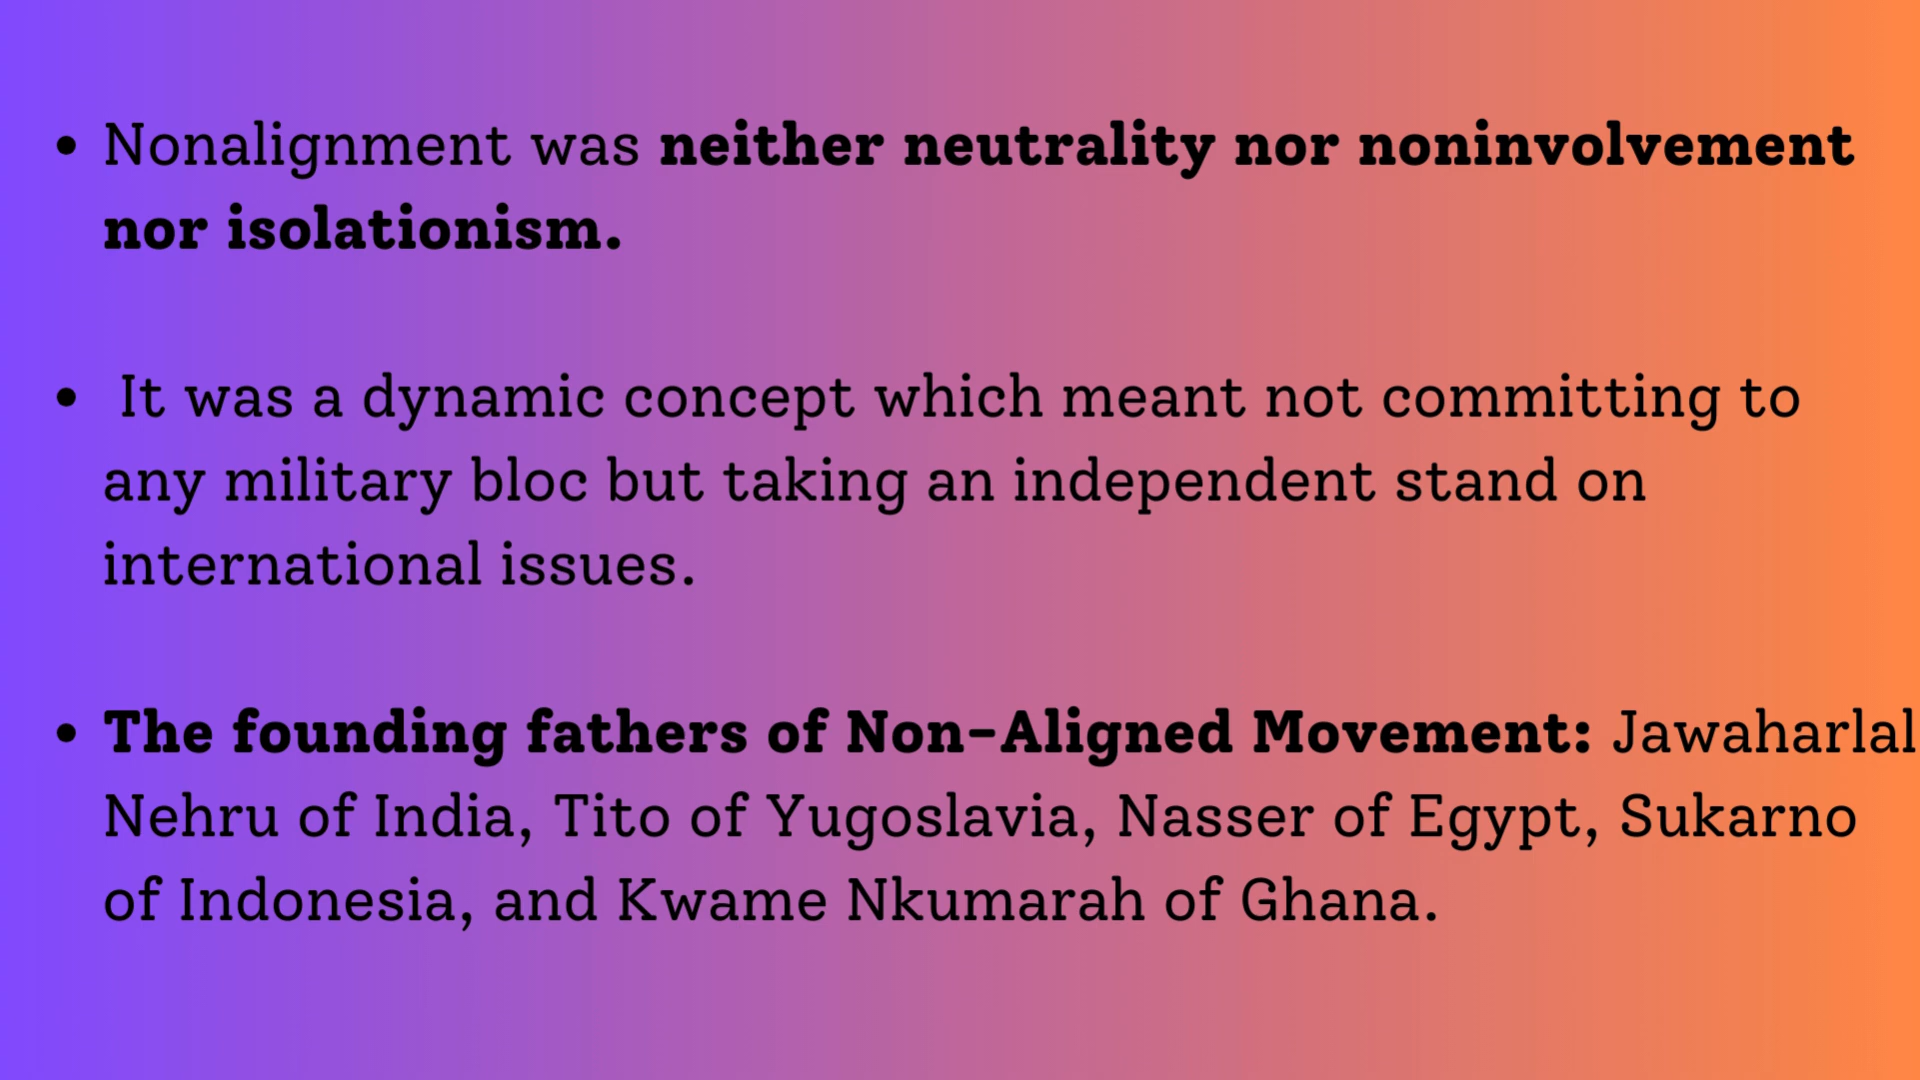 • Nonalignment was neither neutrality nor noninvolvement
nor isolationism.
• It was a dynamic concept which meant not committing to
any military bloc but taking an independent stand on
international issues.
• The founding fathers of Non-Aligned Movement: Jawaharlal
Nehru of India, Tito of Yugoslavia, Nasser of Egypt, Sukarno
of Indonesia, and Kwame Nkumarah of Ghana.